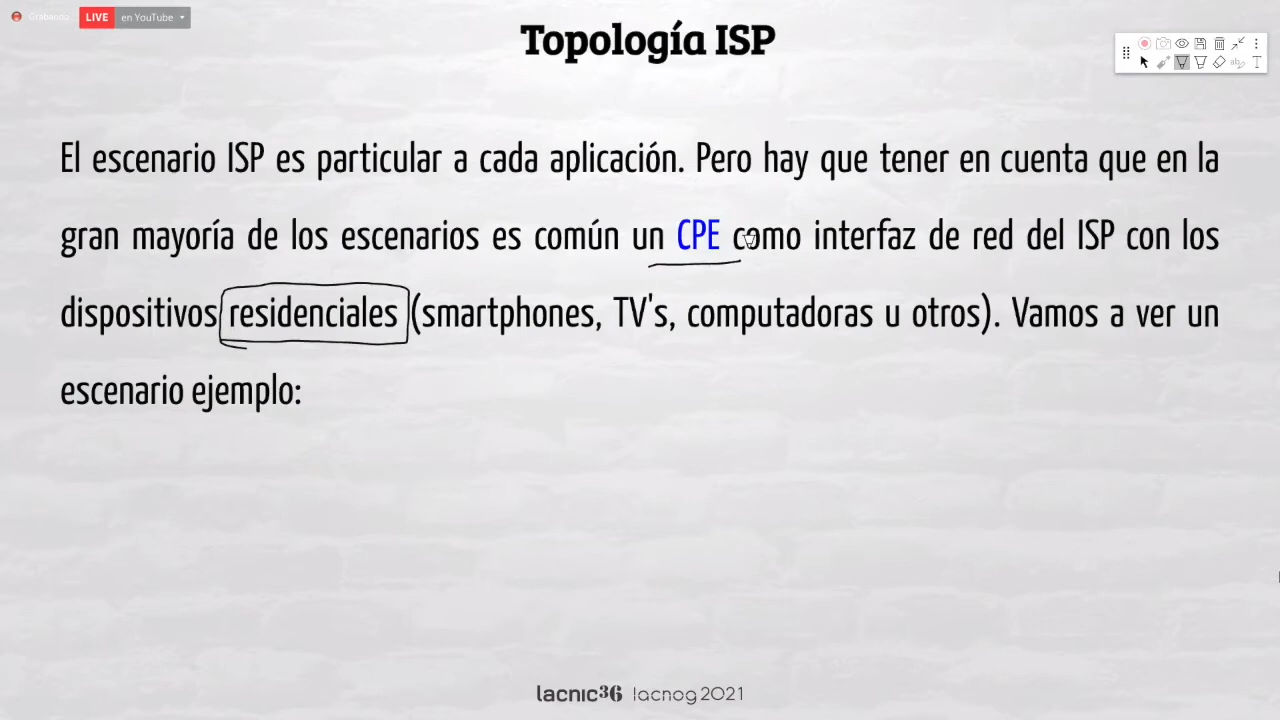 Grabando
LIVE en YouTube
Topología ISP
El escenario ISP es particular a cada aplicación. Pero hay que tener en cuenta que en la
gran mayoría de los escenarios es común un CPE como interfaz de red del ISP con los
dispositivos residenciales (smartphones, TV's, computadoras u otros). Vamos a ver un
escenario ejemplo:
lacnic36 lacnog2021